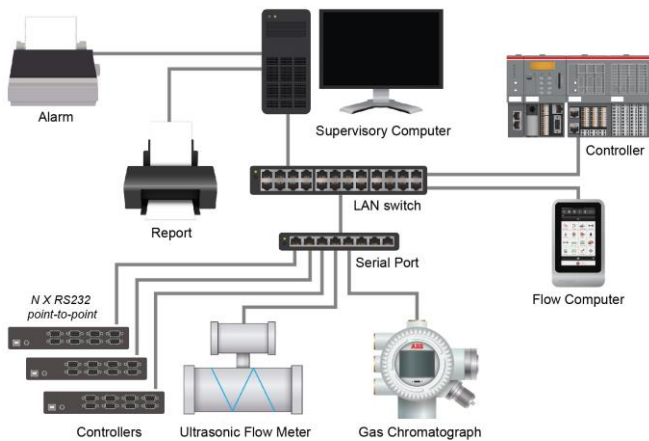 Alarm
Supervisory Computer
Controller
LAN switch
Report
Serial Port
Flow Computer
N X RS232
point-to-point
ABB
Controllers
Ultrasonic Flow Meter
Gas Chromatograph